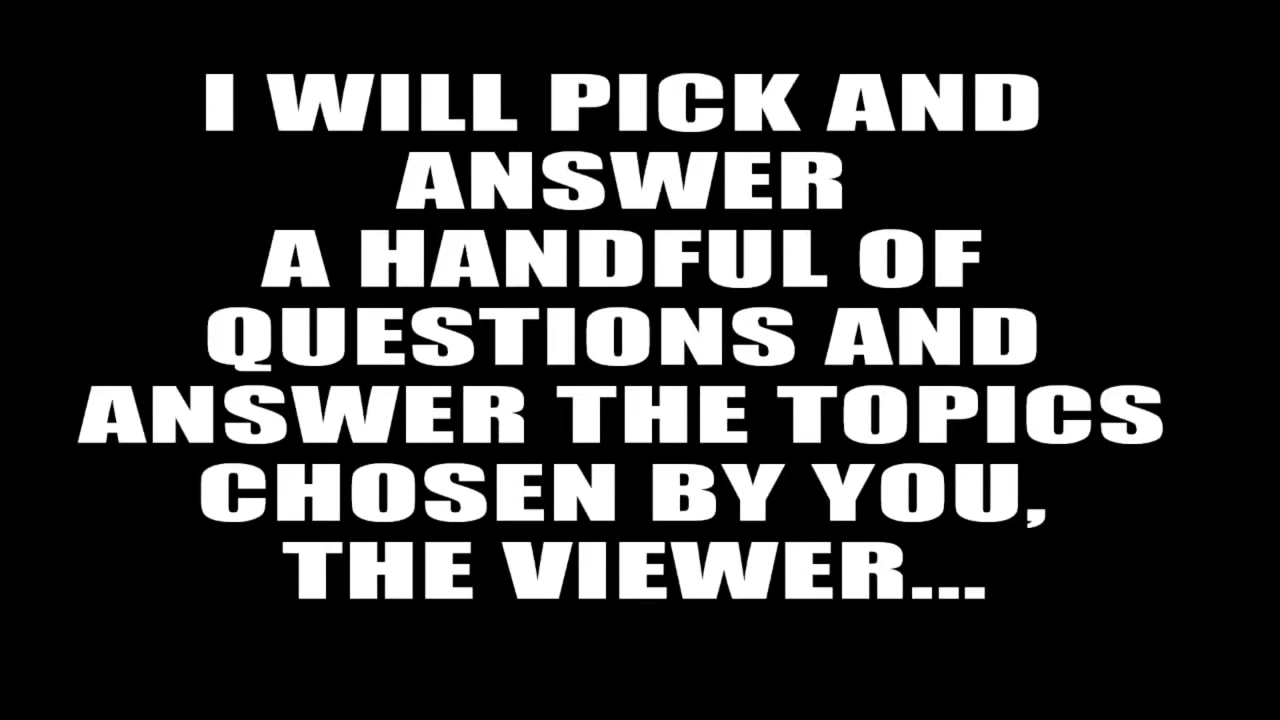 I WILL PICK AND
ANSWER
A HANDFUL OF
QUESTIONS AND
ANSWER THE TOPICS
CHOSEN BY YOU,
THE VIEWER...